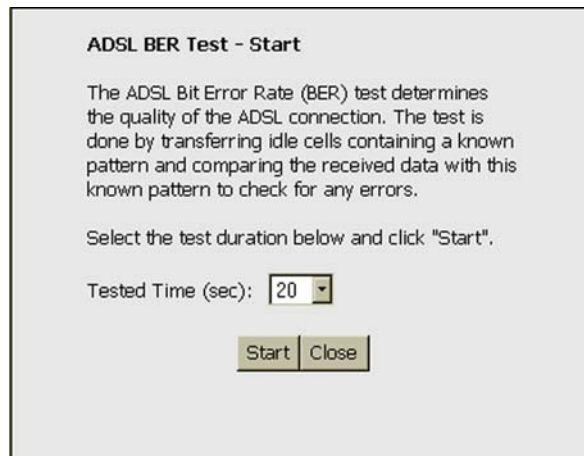 ADSL BER Test - Start
The ADSL Bit Error Rate (BER) test determines
the quality of the ADSL connection. The test is
done by transferring idle cells containing a known
pattern and comparing the received data with this
known pattern to check for any errors.
Select the test duration below and click "Start".
Tested Time (sec): 20
Start Close